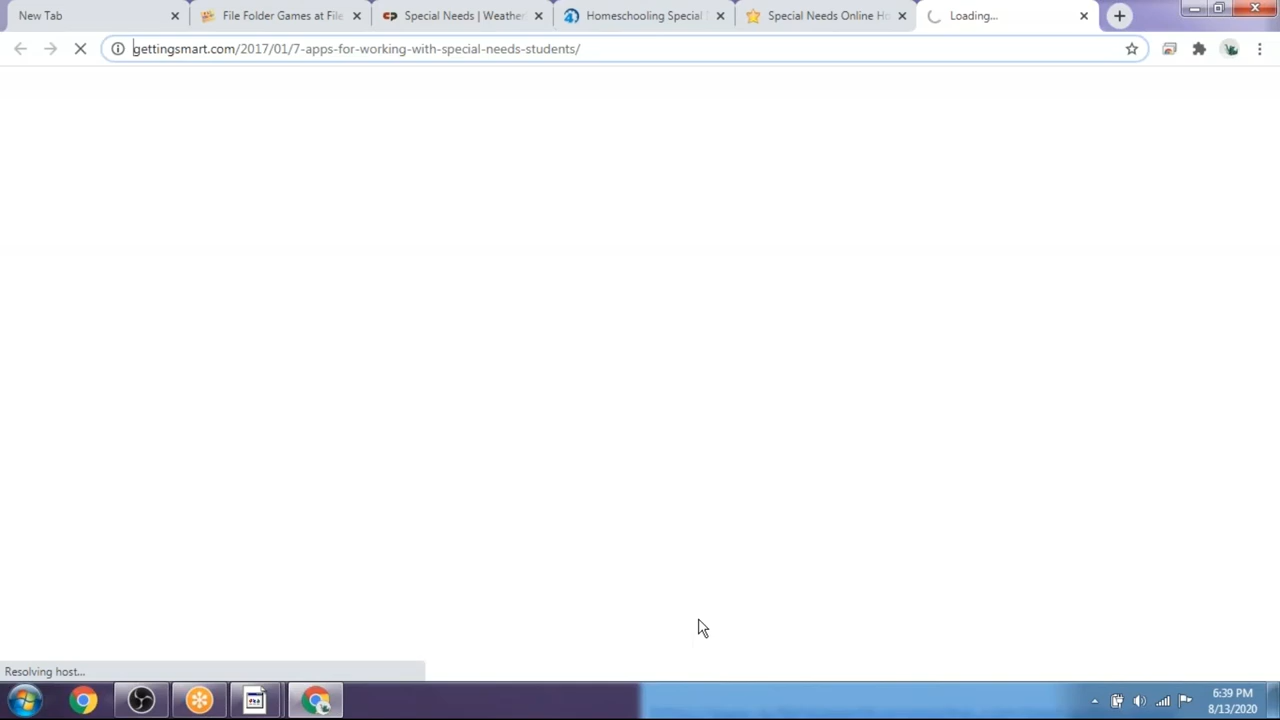 New Tab
File Folder Games at File
Special Needs | Weather
Homeschooling Special
Special Needs Online Ho
Loading...
gettingsmart.com/2017/01/7-apps-for-working-with-special-needs-students/
Resolving host...
6:39 PM
8/13/2020